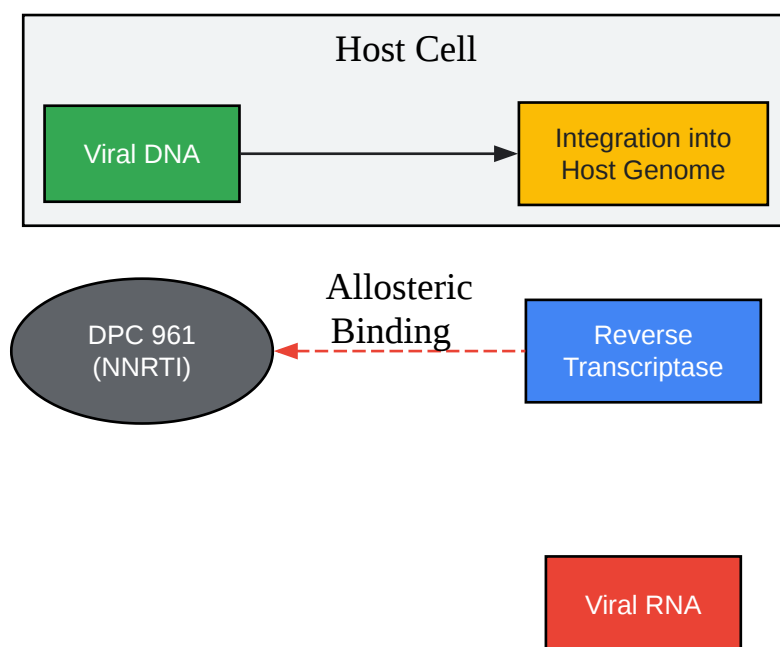 Host Cell
Viral DNA
Integration into
Host Genome
Allosteric
Binding
DPC 961
(NNRTI)
Reverse
Transcriptase
Viral RNA